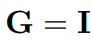 𝐆 = 𝐈